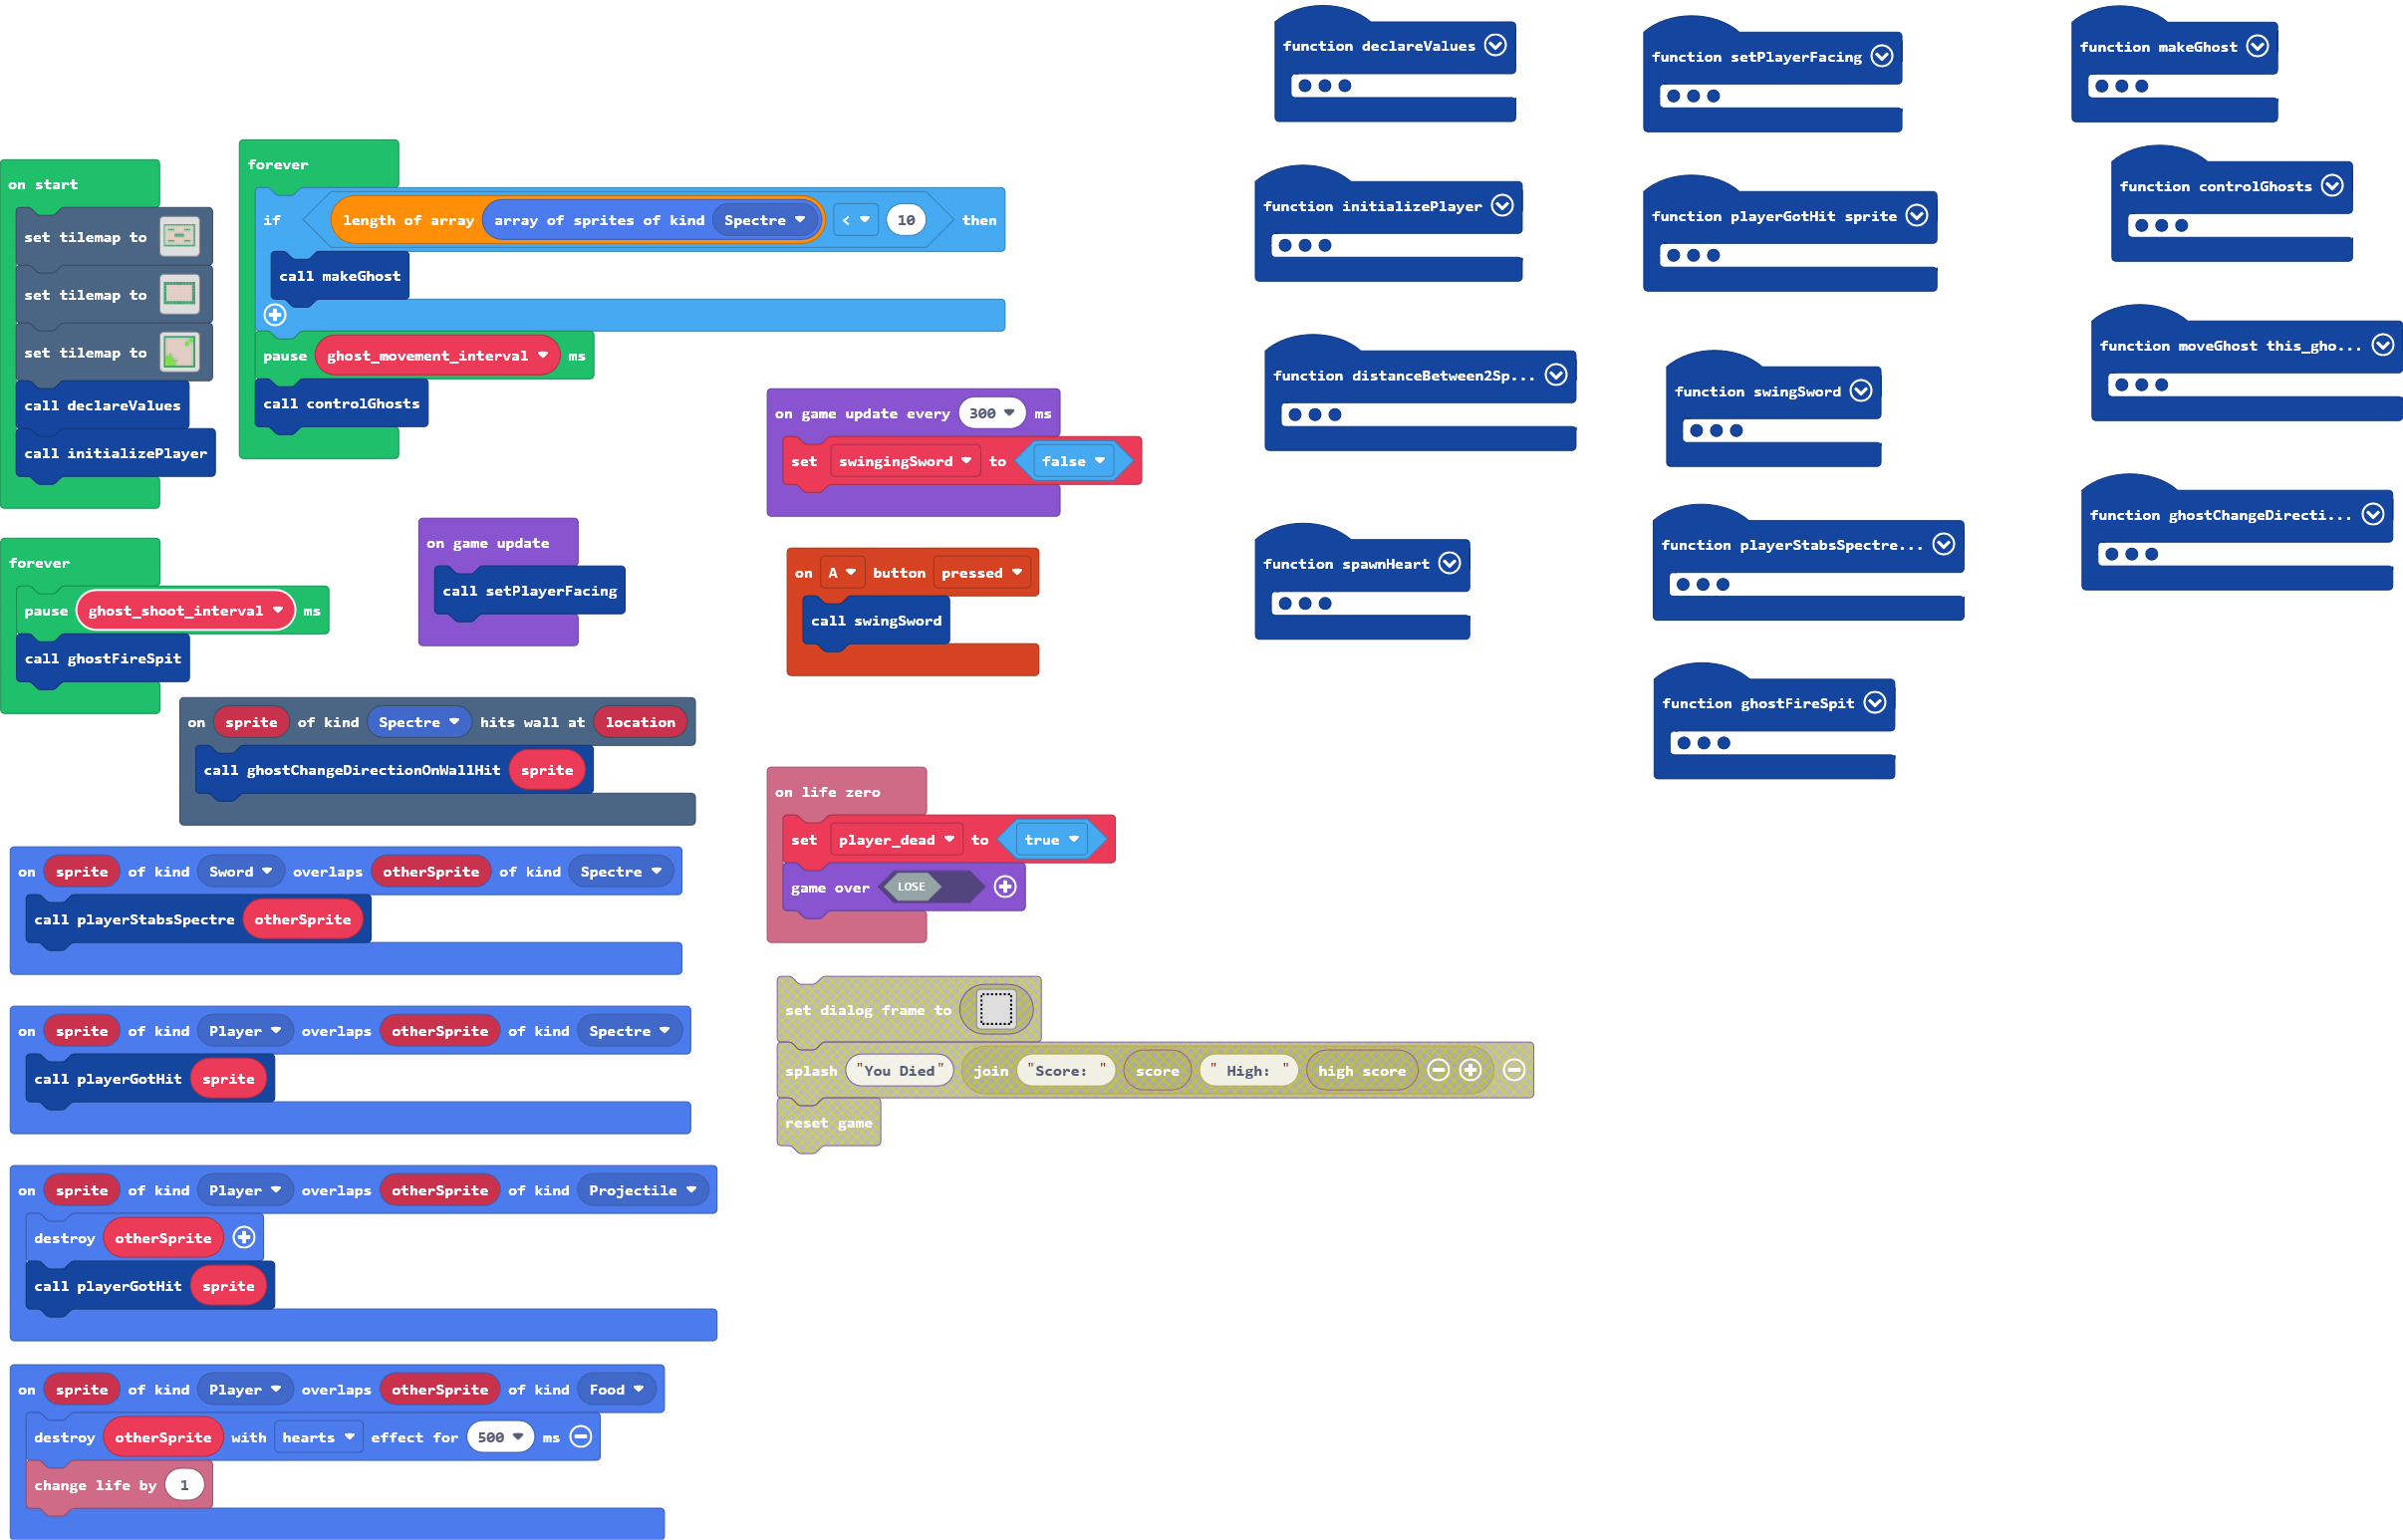 on start
set tilemap to
set tilemap to
set tilemap to
call declareValues
call initializePlayer
forever
if length of array array of sprites of kind Spectre < 10 then
call makeGhost
pause ghost_movement_interval ms
call controlGhosts
forever
pause ghost_shoot_interval ms
call ghostFireSpit
on game update
call setPlayerFacing
on game update every 300 ms
set swingingSword to false
on A button pressed
call swingSword
on sprite of kind Spectre hits wall at location
call ghostChangeDirectionOnWallHit sprite
on sprite of kind Sword overlaps otherSprite of kind Spectre
call playerStabsSpectre otherSprite
on sprite of kind Player overlaps otherSprite of kind Spectre
call playerGotHit sprite
on sprite of kind Player overlaps otherSprite of kind Projectile
destroy otherSprite
call playerGotHit sprite
on sprite of kind Player overlaps otherSprite of kind Food
destroy otherSprite with hearts effect for 500 ms
change life by 1
on life zero
set player_dead to true
game over LOSE
set dialog frame to
splash "You Died" join "Score: " score " High: " high score
reset game
function declareValues
function initializePlayer
function distanceBetween2Sp...
function spawnHeart
function setPlayerFacing
function playerGotHit sprite
function swingSword
function playerStabsSpectre...
function ghostFireSpit
function makeGhost
function controlGhosts
function moveGhost this_gho...
function ghostChangeDirecti...